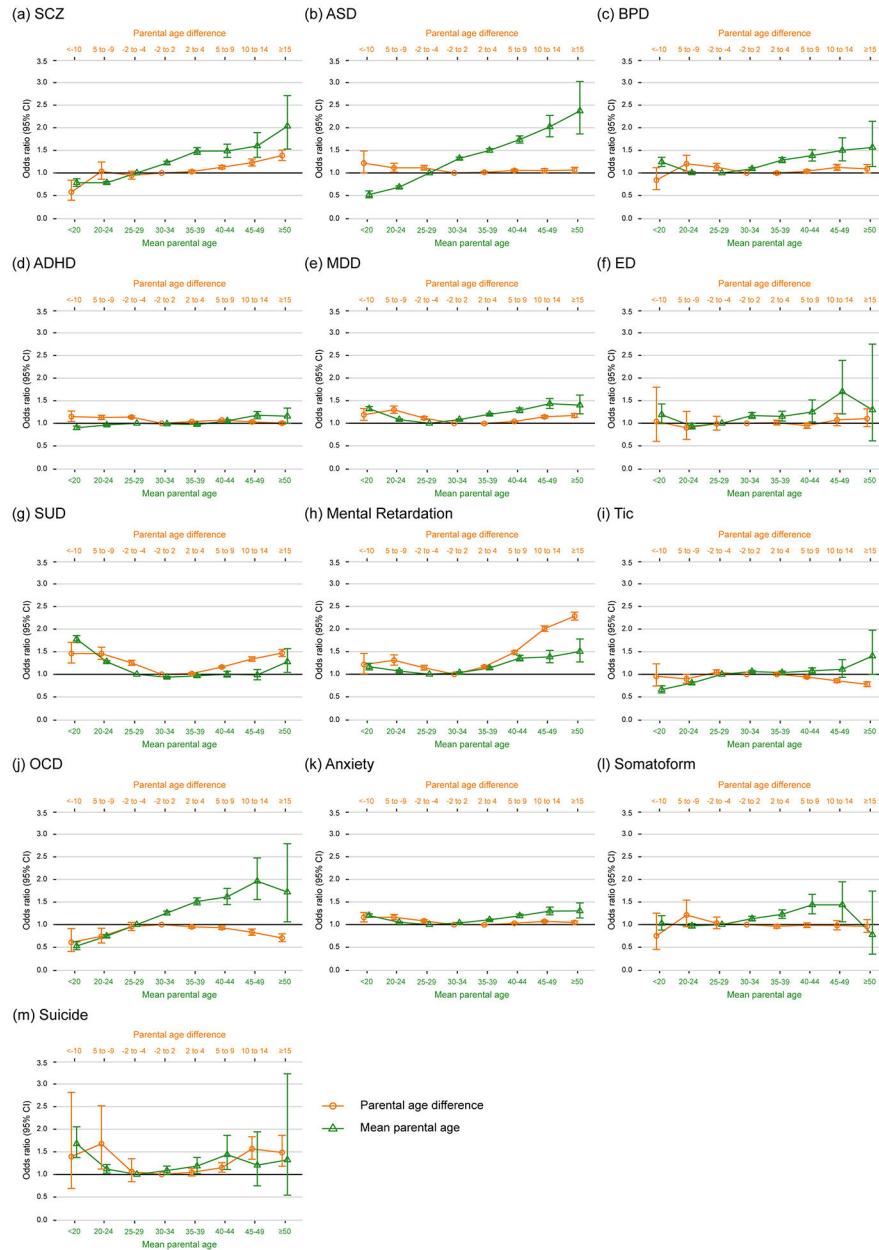 (a) SCZ
Parental age difference
<-10 5 to -9 -2 to -4 -2 to 2 2 to 4 5 to 9 10 to 14 ≥15
3.5
3.0
2.5
2.0
1.5
1.0
0.5
0.0
Odds ratio (95% CI)
<20 20-24 25-29 30-34 35-39 40-44 45-49 ≥50
Mean parental age
(b) ASD
Parental age difference
<-10 5 to -9 -2 to -4 -2 to 2 2 to 4 5 to 9 10 to 14 ≥15
3.5
3.0
2.5
2.0
1.5
1.0
0.5
0.0
Odds ratio (95% CI)
<20 20-24 25-29 30-34 35-39 40-44 45-49 ≥50
Mean parental age
(c) BPD
Parental age difference
<-10 5 to -9 -2 to -4 -2 to 2 2 to 4 5 to 9 10 to 14 ≥15
3.5
3.0
2.5
2.0
1.5
1.0
0.5
0.0
Odds ratio (95% CI)
<20 20-24 25-29 30-34 35-39 40-44 45-49 ≥50
Mean parental age
(d) ADHD
Parental age difference
<-10 5 to -9 -2 to -4 -2 to 2 2 to 4 5 to 9 10 to 14 ≥15
3.5
3.0
2.5
2.0
1.5
1.0
0.5
0.0
Odds ratio (95% CI)
<20 20-24 25-29 30-34 35-39 40-44 45-49 ≥50
Mean parental age
(e) MDD
Parental age difference
<-10 5 to -9 -2 to -4 -2 to 2 2 to 4 5 to 9 10 to 14 ≥15
3.5
3.0
2.5
2.0
1.5
1.0
0.5
0.0
Odds ratio (95% CI)
<20 20-24 25-29 30-34 35-39 40-44 45-49 ≥50
Mean parental age
(f) ED
Parental age difference
<-10 5 to -9 -2 to -4 -2 to 2 2 to 4 5 to 9 10 to 14 ≥15
3.5
3.0
2.5
2.0
1.5
1.0
0.5
0.0
Odds ratio (95% CI)
<20 20-24 25-29 30-34 35-39 40-44 45-49 ≥50
Mean parental age
(g) SUD
Parental age difference
<-10 5 to -9 -2 to -4 -2 to 2 2 to 4 5 to 9 10 to 14 ≥15
3.5
3.0
2.5
2.0
1.5
1.0
0.5
0.0
Odds ratio (95% CI)
<20 20-24 25-29 30-34 35-39 40-44 45-49 ≥50
Mean parental age
(h) Mental Retardation
Parental age difference
<-10 5 to -9 -2 to -4 -2 to 2 2 to 4 5 to 9 10 to 14 ≥15
3.5
3.0
2.5
2.0
1.5
1.0
0.5
0.0
Odds ratio (95% CI)
<20 20-24 25-29 30-34 35-39 40-44 45-49 ≥50
Mean parental age
(i) Tic
Parental age difference
<-10 5 to -9 -2 to -4 -2 to 2 2 to 4 5 to 9 10 to 14 ≥15
3.5
3.0
2.5
2.0
1.5
1.0
0.5
0.0
Odds ratio (95% CI)
<20 20-24 25-29 30-34 35-39 40-44 45-49 ≥50
Mean parental age
(j) OCD
Parental age difference
<-10 5 to -9 -2 to -4 -2 to 2 2 to 4 5 to 9 10 to 14 ≥15
3.5
3.0
2.5
2.0
1.5
1.0
0.5
0.0
Odds ratio (95% CI)
<20 20-24 25-29 30-34 35-39 40-44 45-49 ≥50
Mean parental age
(k) Anxiety
Parental age difference
<-10 5 to -9 -2 to -4 -2 to 2 2 to 4 5 to 9 10 to 14 ≥15
3.5
3.0
2.5
2.0
1.5
1.0
0.5
0.0
Odds ratio (95% CI)
<20 20-24 25-29 30-34 35-39 40-44 45-49 ≥50
Mean parental age
(l) Somatoform
Parental age difference
<-10 5 to -9 -2 to -4 -2 to 2 2 to 4 5 to 9 10 to 14 ≥15
3.5
3.0
2.5
2.0
1.5
1.0
0.5
0.0
Odds ratio (95% CI)
<20 20-24 25-29 30-34 35-39 40-44 45-49 ≥50
Mean parental age
(m) Suicide
Parental age difference
<-10 5 to -9 -2 to -4 -2 to 2 2 to 4 5 to 9 10 to 14 ≥15
3.5
3.0
2.5
2.0
1.5
1.0
0.5
0.0
Odds ratio (95% CI)
<20 20-24 25-29 30-34 35-39 40-44 45-49 ≥50
Mean parental age
Parental age difference
Mean parental age